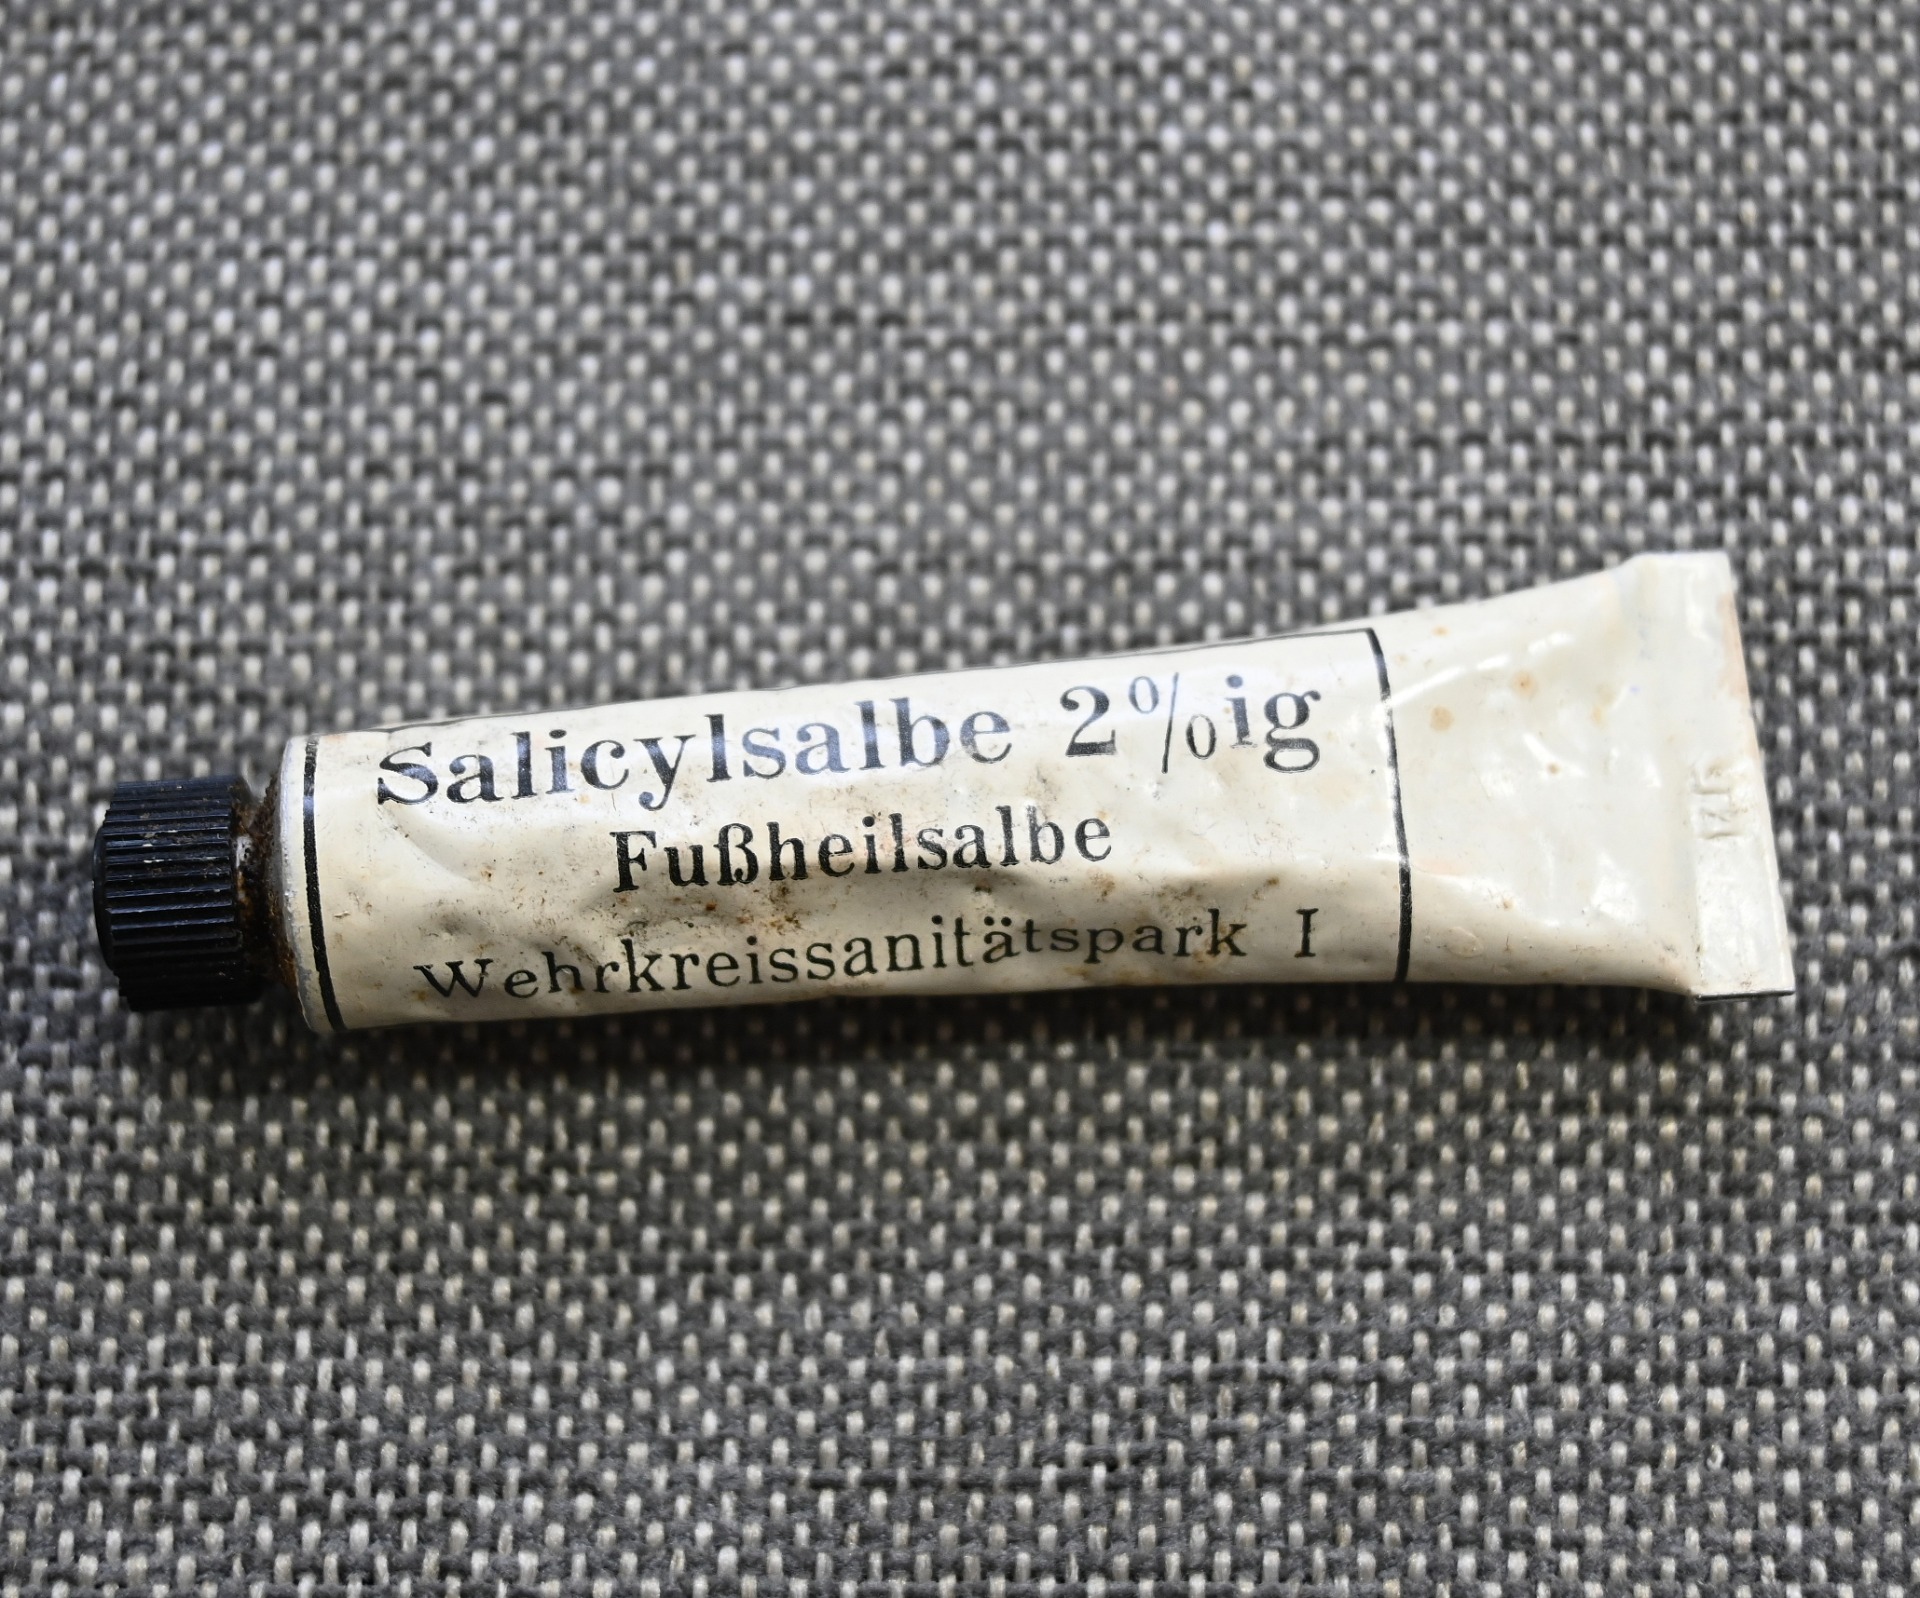 Salicylsalbe 2%ig
Fußheilsalbe
Wehrkreissanitätspark I